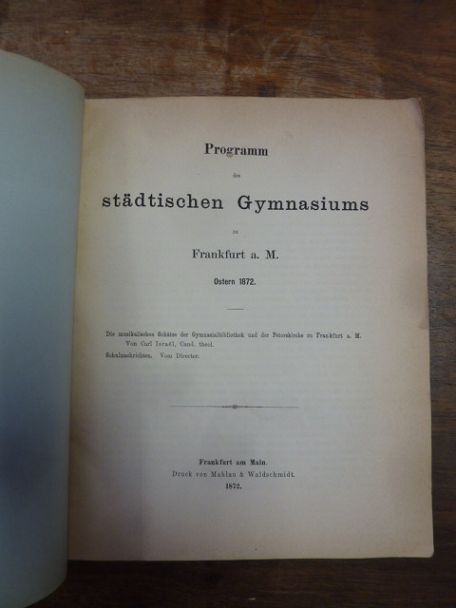 Programm
des
städtischen Gymnasiums
zu
Frankfurt a. M.
Ostern 1872.
Die musikalischen Schätze der Gymnasialbibliothek und der Peterskirche zu Frankfurt a. M.
Von Carl Israël, Cand. theol.
Schulnachrichten. Vom Director.
Frankfurt am Main.
Druck von Mahlau & Waldschmidt.
1872.